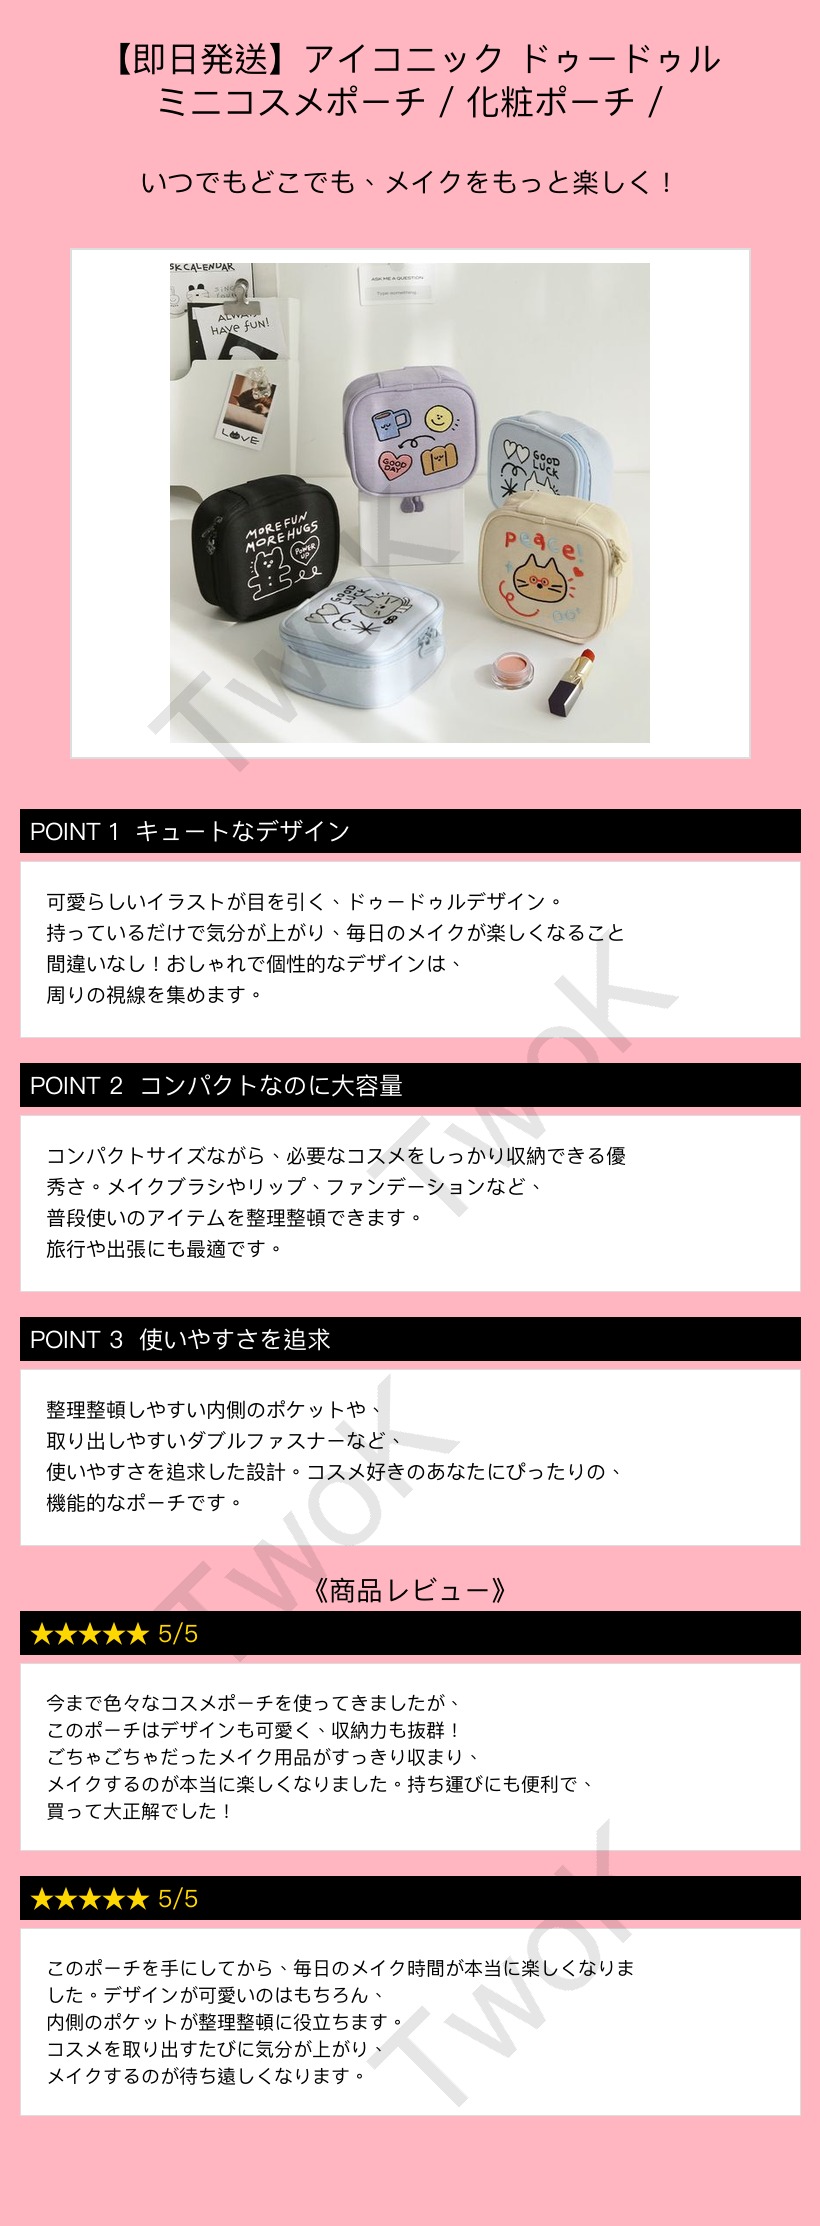 【即日発送】アイコニック ドゥードゥル
ミニコスメポーチ / 化粧ポーチ /
いつでもどこでも、メイクをもっと楽しく！
SK CALENDAR
ALWAYS
HAVE FUN!
LOVE
ASK ME A QUESTION
Type something...
GOOD
DAY
GOOD
LUCK
MORE FUN
MORE HUGS
POWER
UP
peace!
GOOD
LUCK
TwoK
POINT 1 キュートなデザイン
可愛らしいイラストが目を引く、ドゥードゥルデザイン。
持っているだけで気分が上がり、毎日のメイクが楽しくなること
間違いなし！おしゃれで個性的なデザインは、
周りの視線を集めます。
POINT 2 コンパクトなのに大容量
TwoK
コンパクトサイズながら、必要なコスメをしっかり収納できる優
秀さ。メイクブラシやリップ、ファンデーションなど、
普段使いのアイテムを整理整頓できます。
旅行や出張にも最適です。
POINT 3 使いやすさを追求
整理整頓しやすい内側のポケットや、
取り出しやすいダブルファスナーなど、
使いやすさを追求した設計。コスメ好きのあなたにぴったりの、
機能的なポーチです。
TwoK
《商品レビュー》
★★★★★ 5/5
今まで色々なコスメポーチを使ってきましたが、
このポーチはデザインも可愛く、収納力も抜群！
ごちゃごちゃだったメイク用品がすっきり収まり、
メイクするのが本当に楽しくなりました。持ち運びにも便利で、
買って大正解でした！
★★★★★ 5/5
TwoK
このポーチを手にしてから、毎日のメイク時間が本当に楽しくなりま
した。デザインが可愛いのはもちろん、
内側のポケットが整理整頓に役立ちます。
コスメを取り出すたびに気分が上がり、
メイクするのが待ち遠しくなります。